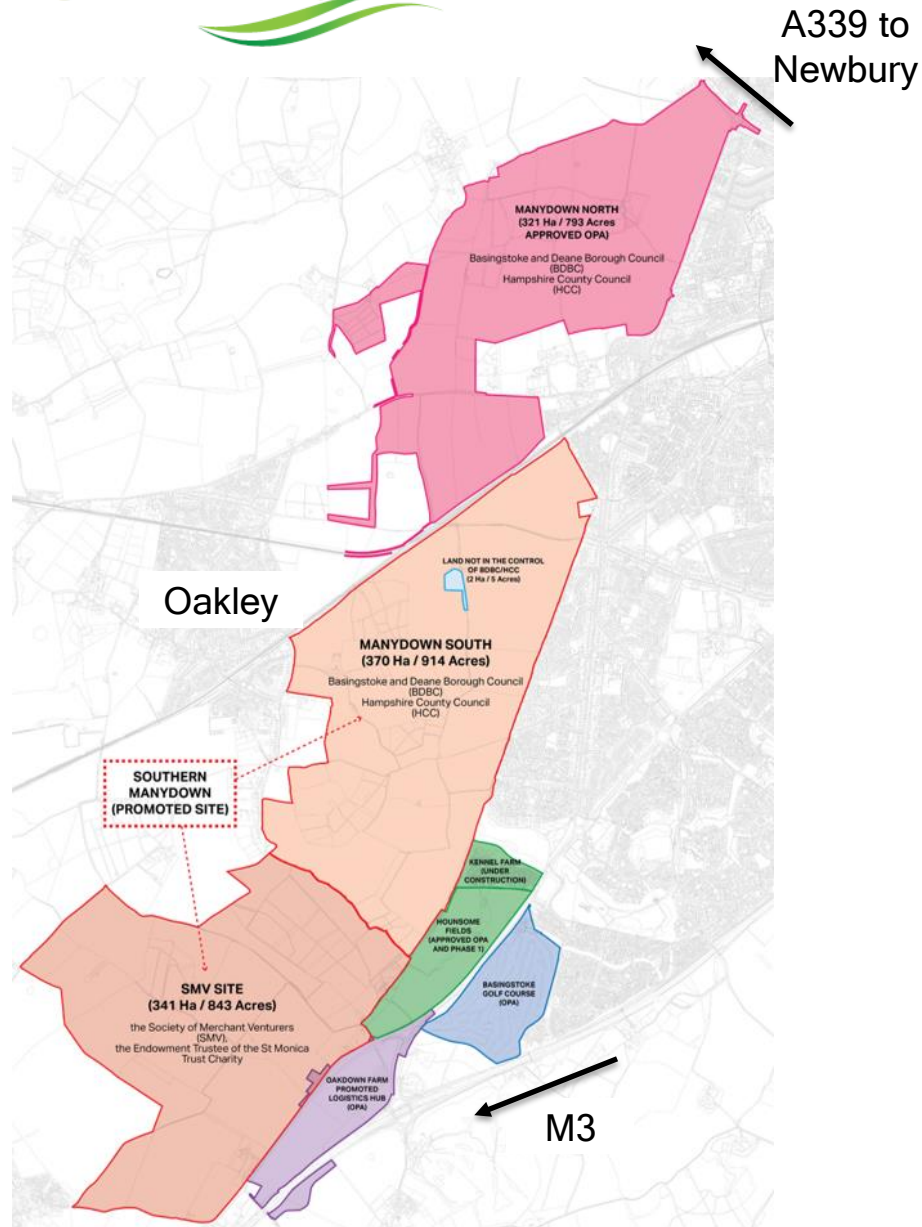 A339 to
Newbury
MANYDOWN NORTH
(321 Ha / 793 Acres
APPROVED OPA)
Basingstoke and Deane Borough Council
(BDBC)
Hampshire County Council
(HCC)
LAND NOT IN THE CONTROL
OF BDBC/HCC
(2 Ha / 5 Acres)
Oakley
MANYDOWN SOUTH
(370 Ha / 914 Acres)
Basingstoke and Deane Borough Council
(BDBC)
Hampshire County Council
(HCC)
SOUTHERN
MANYDOWN
(PROMOTED SITE)
KENNEL FARM
(UNDER
CONSTRUCTION)
HOUNSOME
FIELDS
(APPROVED OPA
AND PHASE 1)
BASINGSTOKE
GOLF COURSE
(OPA)
SMV SITE
(341 Ha / 843 Acres)
the Society of Merchant Venturers
(SMV),
the Endowment Trustee of the St Monica
Trust Charity
OAKDOWN FARM
PROMOTED
LOGISTICS HUB
(OPA)
M3